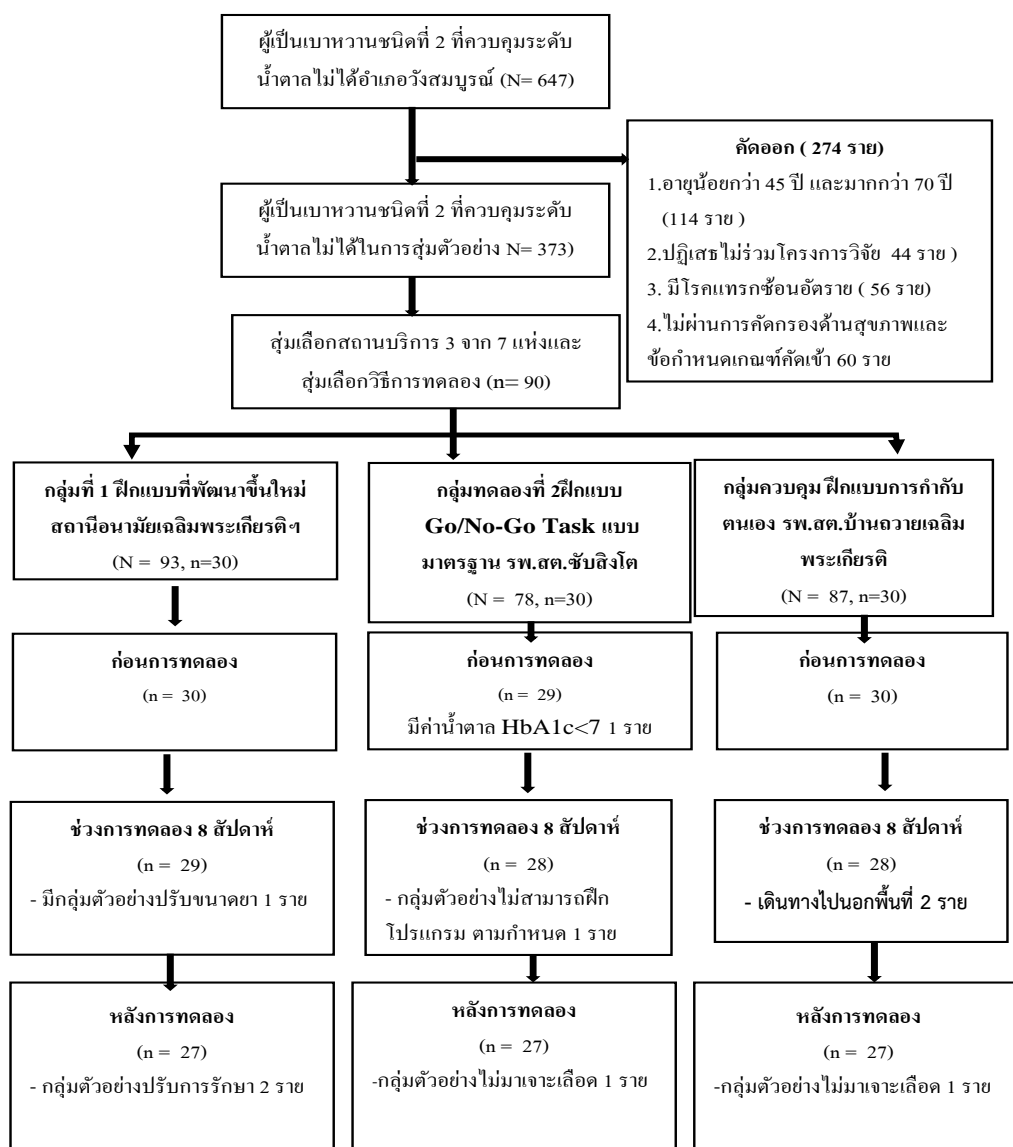 ผู้เป็นเบาหวานชนิดที่ 2 ที่ควบคุมระดับ
น้ำตาลไม่ได้อำเภอวังสมบูรณ์ (N= 647)
คัดออก ( 274 ราย)
1.อายุน้อยกว่า 45 ปี และมากกว่า 70 ปี
(114 ราย )
2.ปฏิเสธไม่ร่วมโครงการวิจัย 44 ราย )
3. มีโรคแทรกซ้อนอัตราย ( 56 ราย)
4.ไม่ผ่านการคัดกรองด้านสุขภาพและ
ข้อกำหนดเกณฑ์คัดเข้า 60 ราย
ผู้เป็นเบาหวานชนิดที่ 2 ที่ควบคุมระดับ
น้ำตาลไม่ได้ในการสุ่มตัวอย่าง N= 373)
สุ่มเลือกสถานบริการ 3 จาก 7 แห่งและ
สุ่มเลือกวิธีการทดลอง (n= 90)
กลุ่มที่ 1 ฝึกแบบที่พัฒนาขึ้นใหม่
สถานีอนามัยเฉลิมพระเกียรติฯ
(N = 93, n=30)
กลุ่มทดลองที่ 2ฝึกแบบ
Go/No-Go Task แบบ
มาตรฐาน รพ.สต.ซับสิงโต
(N = 78, n=30)
กลุ่มควบคุม ฝึกแบบการกำกับ
ตนเอง รพ.สต.บ้านถวายเฉลิม
พระเกียรติ
(N = 87, n=30)
ก่อนการทดลอง
(n = 30)
ก่อนการทดลอง
(n = 29)
มีค่าน้ำตาล HbA1c<7 1 ราย
ก่อนการทดลอง
(n = 30)
ช่วงการทดลอง 8 สัปดาห์
(n = 29)
- มีกลุ่มตัวอย่างปรับขนาดยา 1 ราย
ช่วงการทดลอง 8 สัปดาห์
(n = 28)
- กลุ่มตัวอย่างไม่สามารถฝึก
โปรแกรม ตามกำหนด 1 ราย
ช่วงการทดลอง 8 สัปดาห์
(n = 28)
- เดินทางไปนอกพื้นที่ 2 ราย
หลังการทดลอง
(n = 27)
- กลุ่มตัวอย่างปรับการรักษา 2 ราย
หลังการทดลอง
(n = 27)
-กลุ่มตัวอย่างไม่มาเจาะเลือด 1 ราย
หลังการทดลอง
(n = 27)
-กลุ่มตัวอย่างไม่มาเจาะเลือด 1 ราย